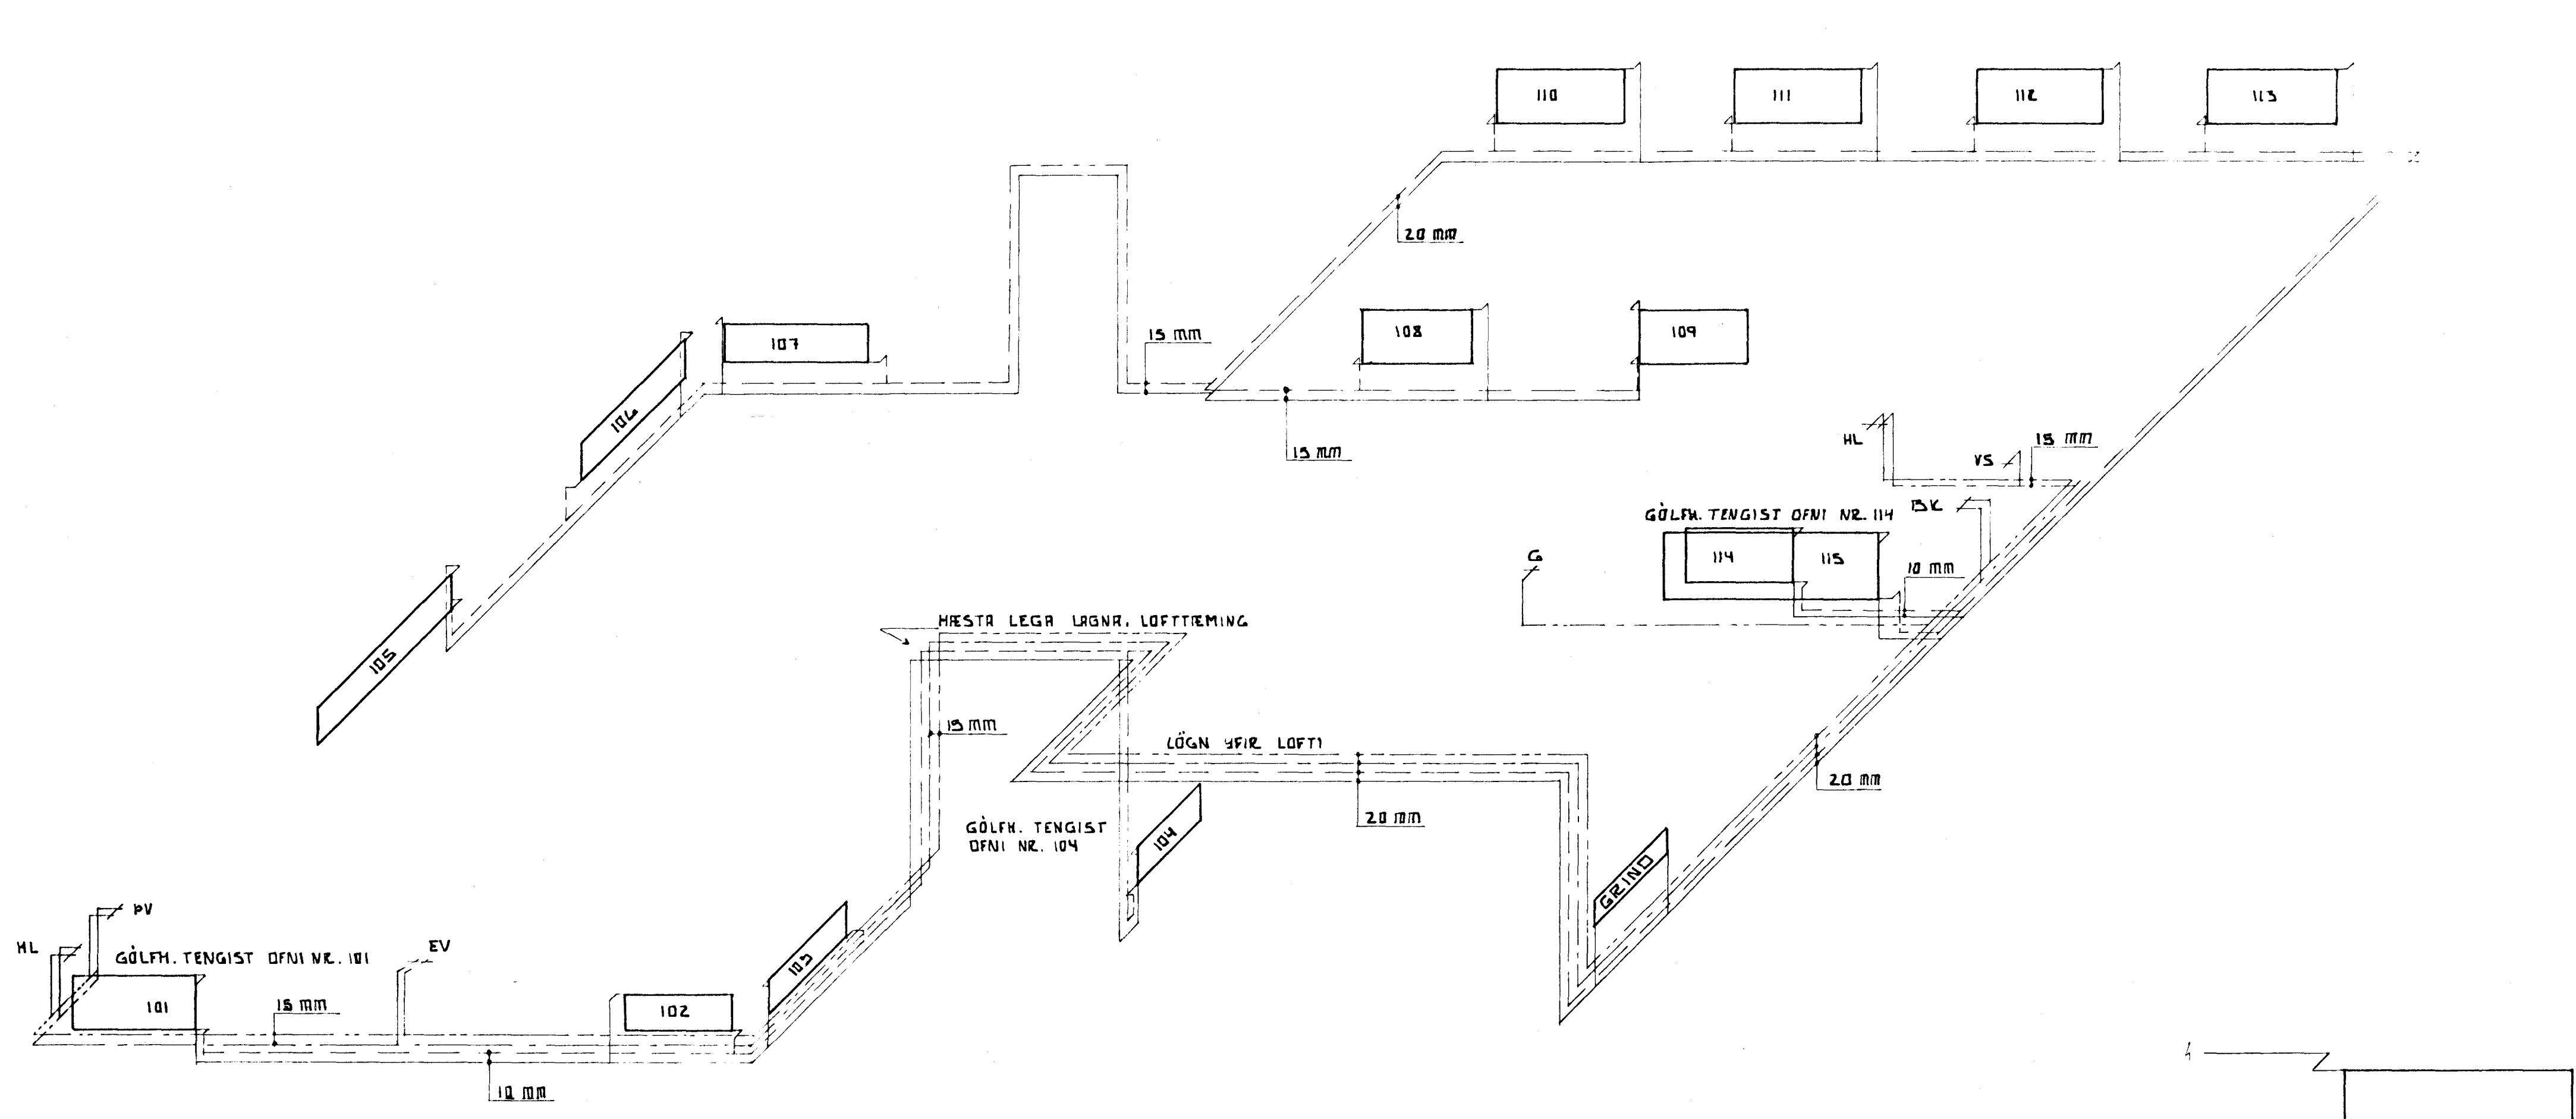 110
111
112
113
20 mm
107
15 mm
108
109
106
15 mm
HL
15 mm
VS
BK
GÓLFH. TENGIST OFNI NR. 114
G
114
115
10 mm
HÆSTA LEGA LAGNA, LOFTTÆMING
105
15 mm
LÖGN YFIR LOFTI
20 mm
20 mm
GÓLFH. TENGIST
OFNI NR. 104
104
GRIND
ÞV
HL
GÓLFH. TENGIST OFNI NR. 101
EV
103
101
15 mm
102
10 mm